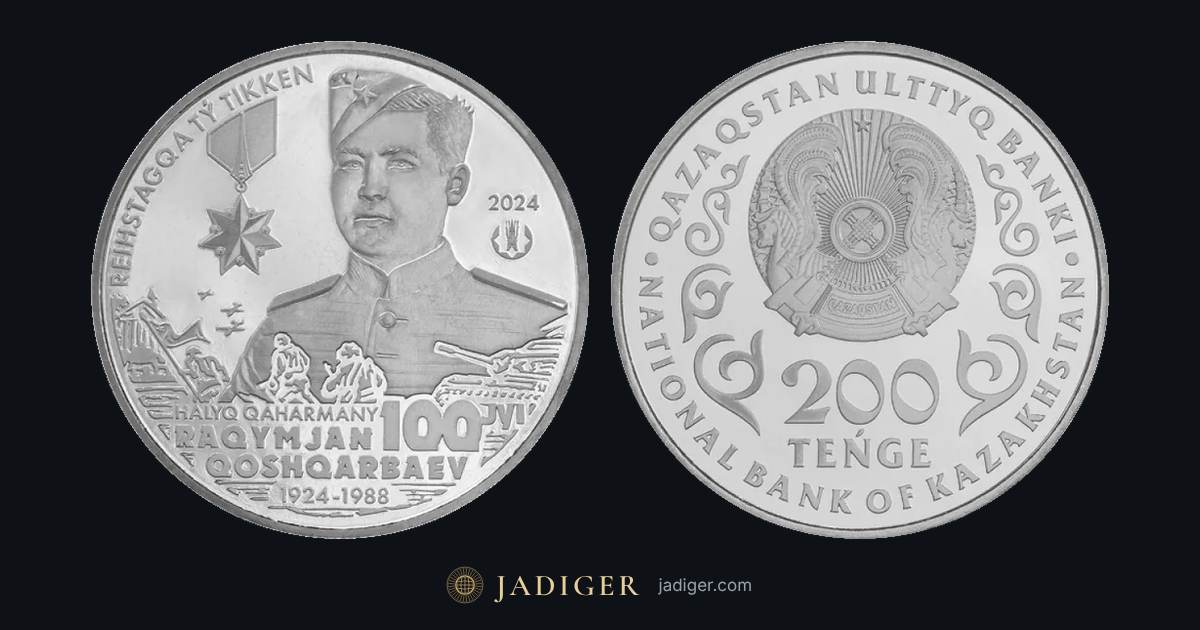 REIHSTAGQA TÝ TIKKEN
2024
HALYQ QAHARMANY
RAQYMJAN 100 JYL
QOSHQARBAEV
1924-1988
QAZAQSTAN ULTTYQ BANKI
QAZAQSTAN
200
TEŃGE
• NATIONAL BANK OF KAZAKHSTAN •
JADIGER jadiger.com